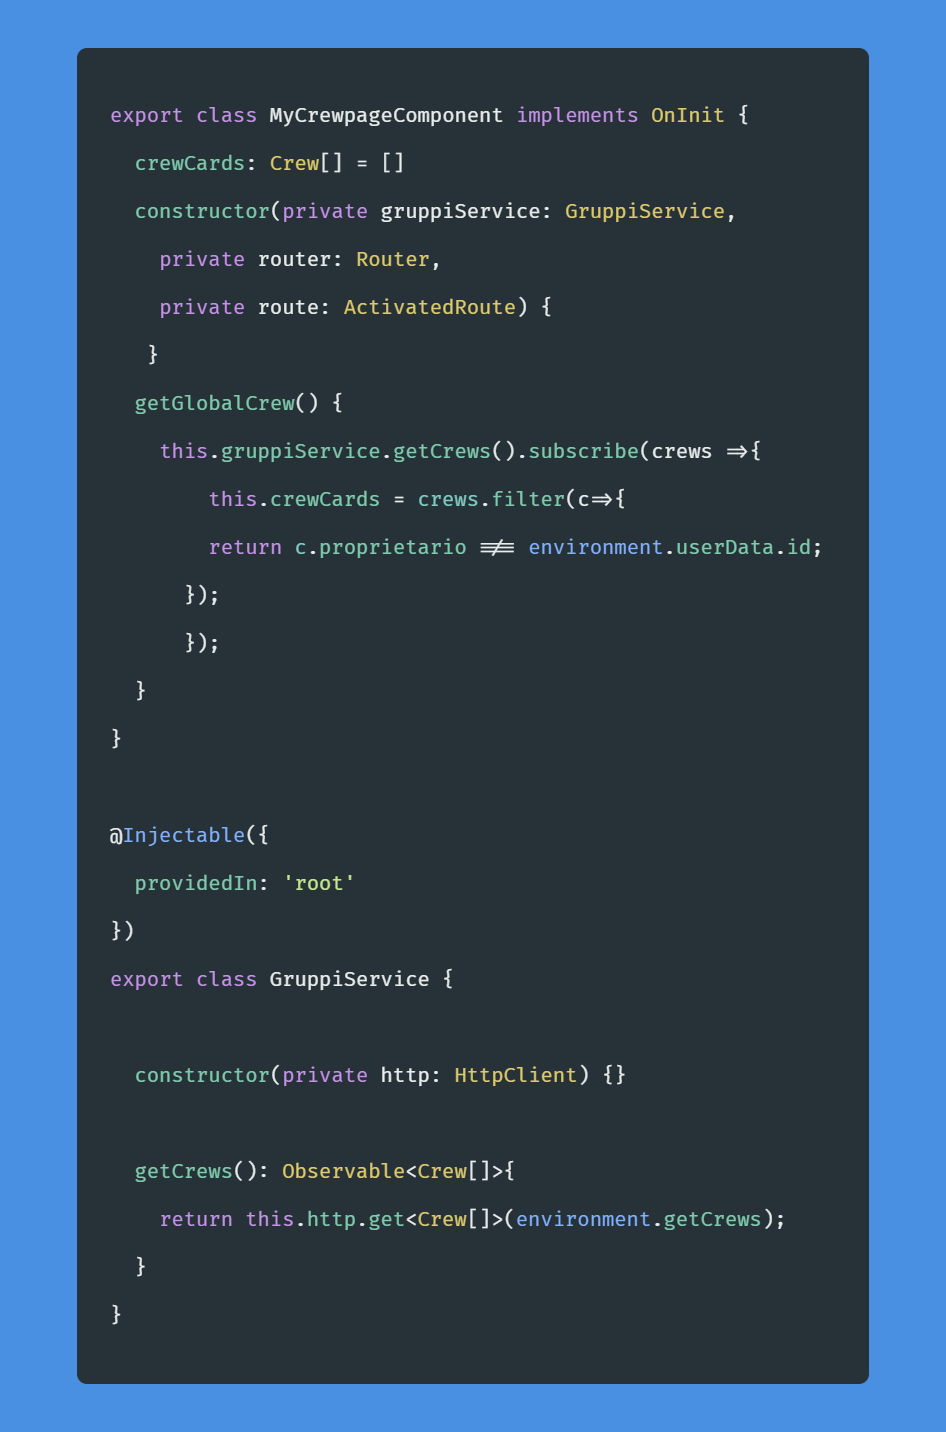 export class MyCrewpageComponent implements OnInit {
  crewCards: Crew[] = []
  constructor(private gruppiService: GruppiService,
    private router: Router,
    private route: ActivatedRoute) {
   }
  getGlobalCrew() {
    this.gruppiService.getCrews().subscribe(crews =>{
        this.crewCards = crews.filter(c=>{
        return c.proprietario !== environment.userData.id;
      });
      });
  }
}

@Injectable({
  providedIn: 'root'
})
export class GruppiService {

  constructor(private http: HttpClient) {}

  getCrews(): Observable<Crew[]>{
    return this.http.get<Crew[]>(environment.getCrews);
  }
}